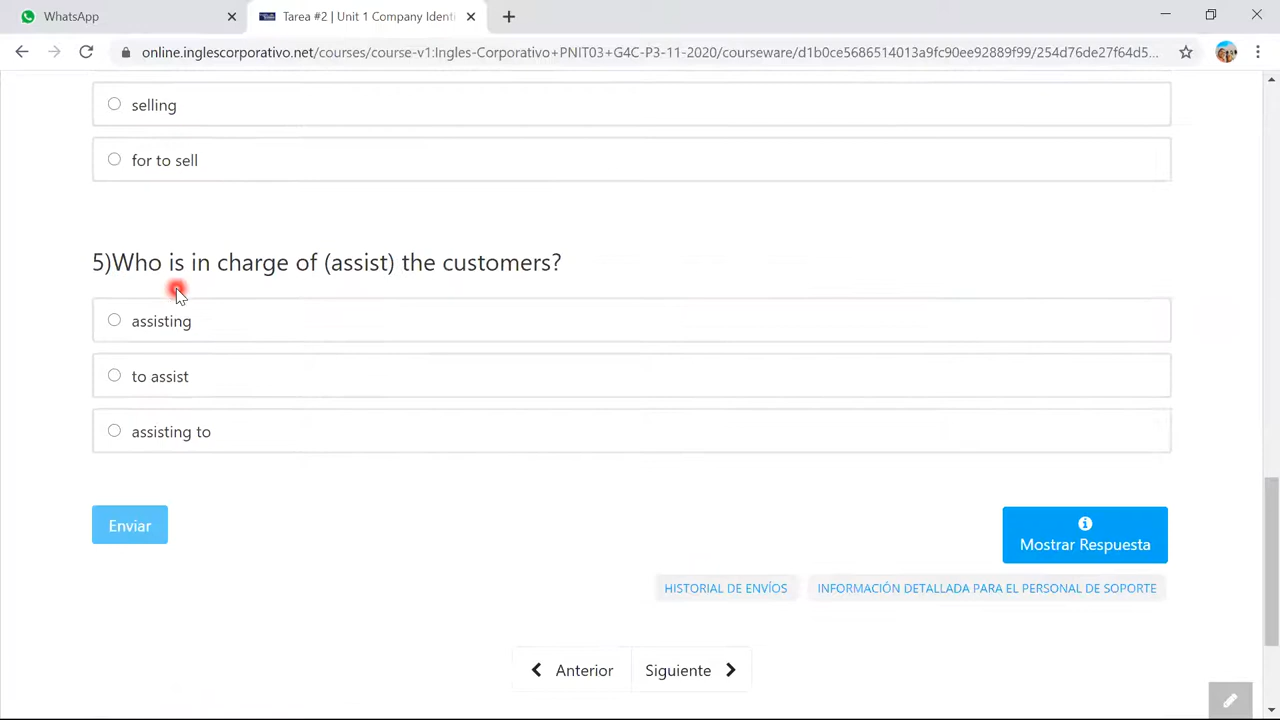 WhatsApp
Tarea #2 | Unit 1 Company Identi
online.inglescorporativo.net/courses/course-v1:Ingles-Corporativo+PNIT03+G4C-P3-11-2020/courseware/d1b0ce5686514013a9fc90ee92889f99/254d76de27f64d5...
selling
for to sell
5)Who is in charge of (assist) the customers?
assisting
to assist
assisting to
Enviar
Mostrar Respuesta
HISTORIAL DE ENVÍOS
INFORMACIÓN DETALLADA PARA EL PERSONAL DE SOPORTE
Anterior
Siguiente